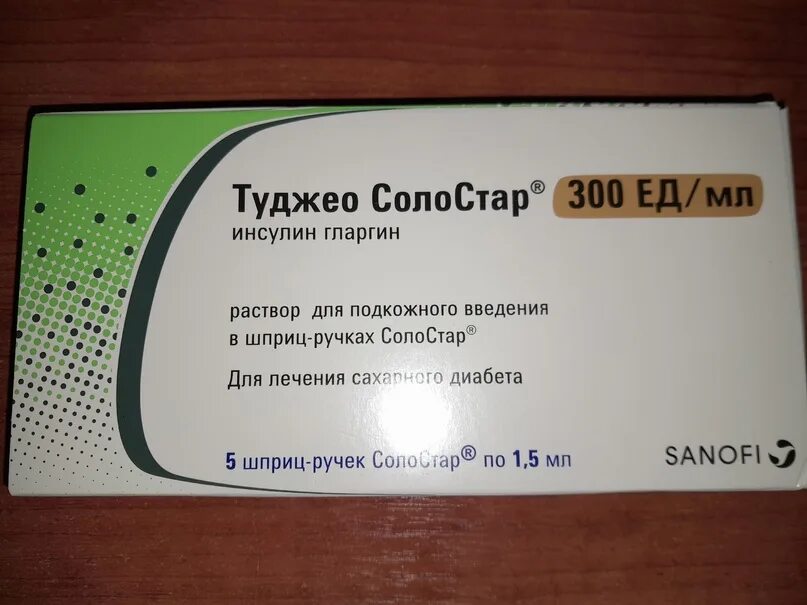 Туджео СолоСтар® 300 ЕД/мл
инсулин гларгин
раствор для подкожного введения
в шприц-ручках СолоСтар®
Для лечения сахарного диабета
5 шприц-ручек СолоСтар® по 1,5 мл
SANOFI